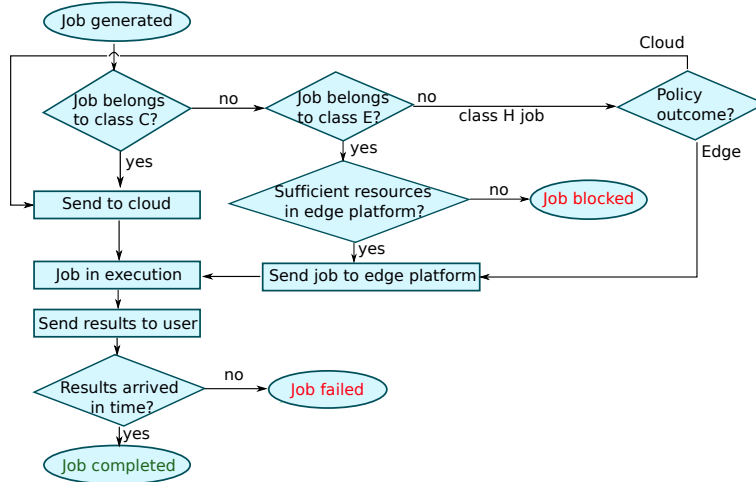 Job generated
Cloud
Job belongs
to class C?
no
Job belongs
to class E?
no
class H job
Policy
outcome?
yes
yes
Edge
Sufficient resources
in edge platform?
no
Job blocked
Send to cloud
yes
Job in execution
Send job to edge platform
Send results to user
Results arrived
in time?
no
Job failed
yes
Job completed